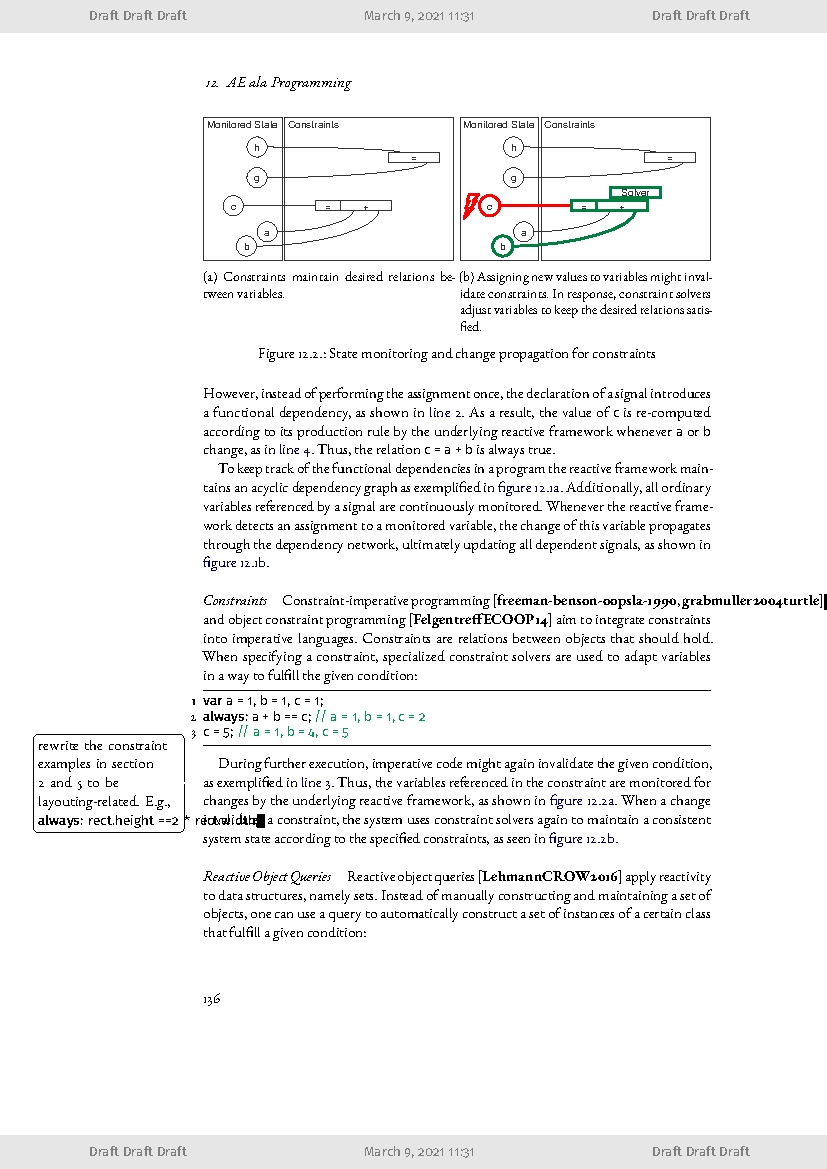 Draft Draft Draft March 9, 2021 11:31 Draft Draft Draft
12. AE ala Programming
Monitored State Constraints
h
=
g
c
= +
a
b
Monitored State Constraints
h
=
g
Solver
c
= +
a
b
(a) Constraints maintain desired relations be-
tween variables.
(b) Assigning new values to variables might inval-
idate constraints. In response, constraint solvers
adjust variables to keep the desired relations satis-
fied.
Figure 12.2.: State monitoring and change propagation for constraints
However, instead of performing the assignment once, the declaration of a signal introduces
a functional dependency, as shown in line 2. As a result, the value of c is re-computed
according to its production rule by the underlying reactive framework whenever a or b
change, as in line 4. Thus, the relation c = a + b is always true.
To keep track of the functional dependencies in a program the reactive framework main-
tains an acyclic dependency graph as exemplified in figure 12.1a. Additionally, all ordinary
variables referenced by a signal are continuously monitored. Whenever the reactive frame-
work detects an assignment to a monitored variable, the change of this variable propagates
through the dependency network, ultimately updating all dependent signals, as shown in
figure 12.1b.
Constraints Constraint-imperative programming [freeman-benson-oopsla-1990, grabmuller2004turtle]
and object constraint programming [FelgentreffECOOP14] aim to integrate constraints
into imperative languages. Constraints are relations between objects that should hold.
When specifying a constraint, specialized constraint solvers are used to adapt variables
in a way to fulfill the given condition:
1 var a = 1, b = 1, c = 1;
2 always: a + b == c; // a = 1, b = 1, c = 2
3 c = 5; // a = 1, b = 4, c = 5
rewrite the constraint
examples in section
2 and 5 to be
layouting-related. E.g.,
always: rect.height ==2 *
During further execution, imperative code might again invalidate the given condition,
as exemplified in line 3. Thus, the variables referenced in the constraint are monitored for
changes by the underlying reactive framework, as shown in figure 12.2a. When a change
a constraint, the system uses constraint solvers again to maintain a consistent
system state according to the specified constraints, as seen in figure 12.2b.
Reactive Object Queries Reactive object queries [LehmannCROW2016] apply reactivity
to data structures, namely sets. Instead of manually constructing and maintaining a set of
objects, one can use a query to automatically construct a set of instances of a certain class
that fulfill a given condition:
136
Draft Draft Draft March 9, 2021 11:31 Draft Draft Draft